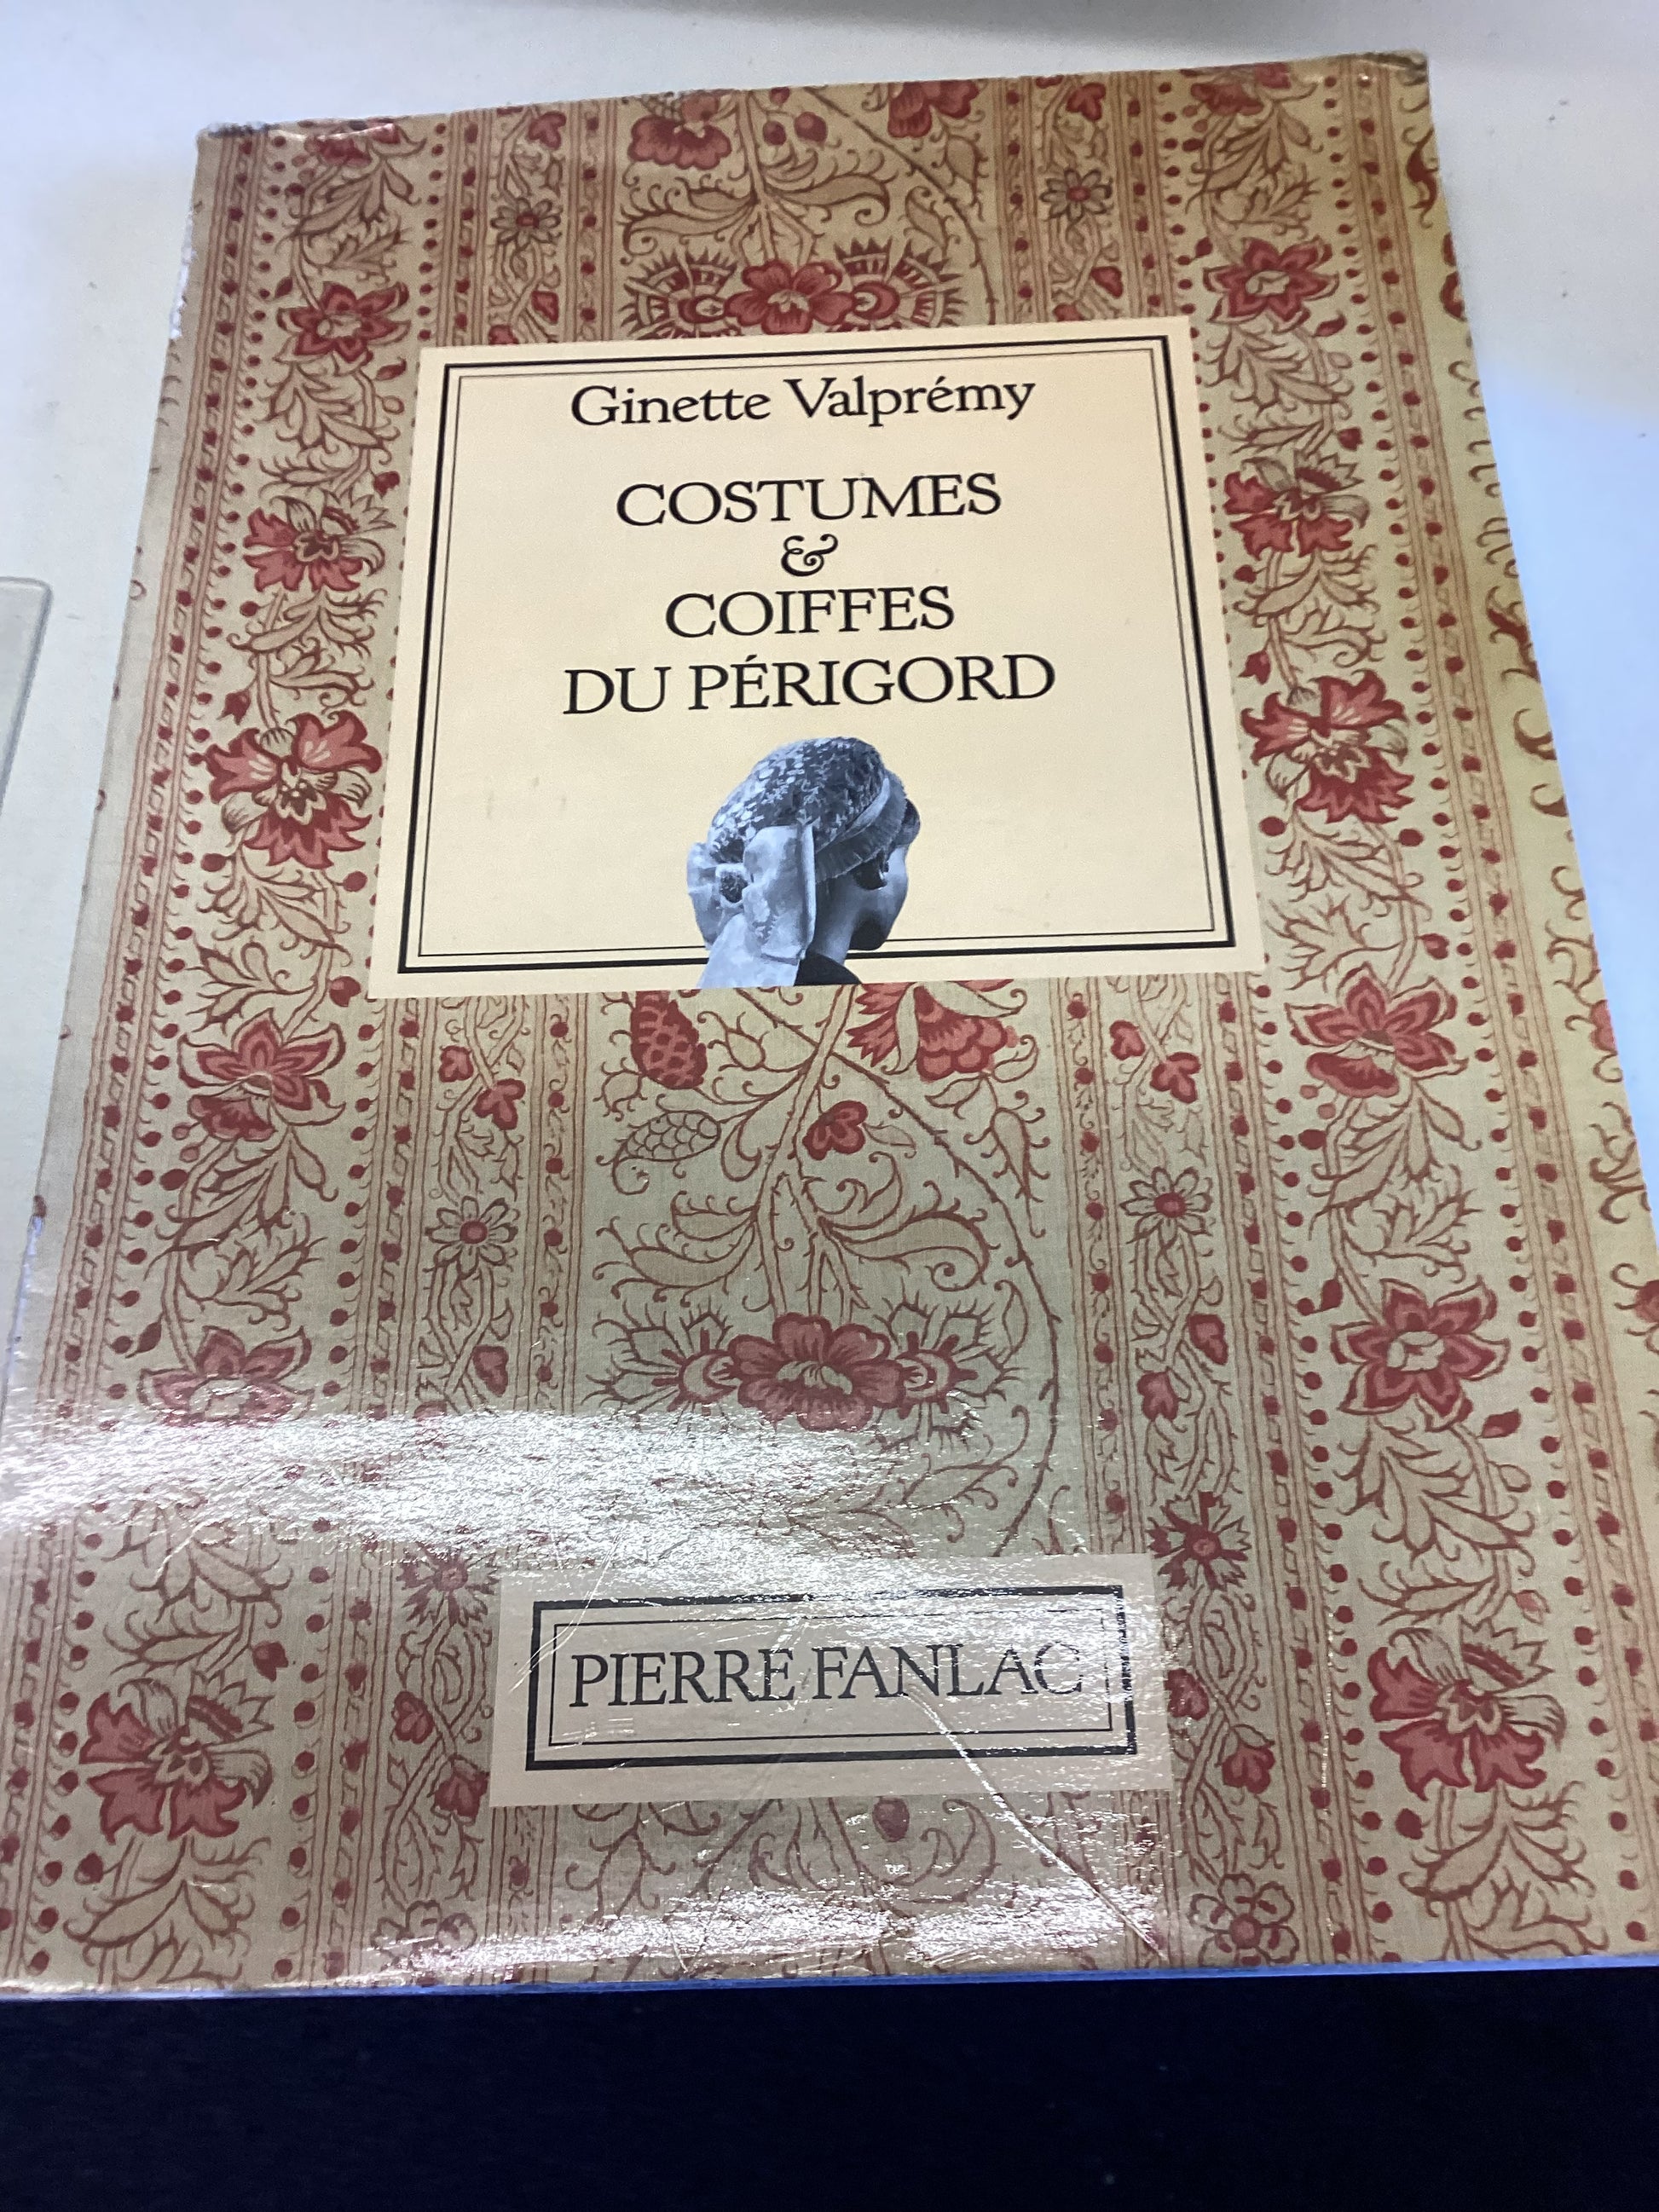 Ginette Valprémy
COSTUMES
&
COIFFES
DU PÉRIGORD
PIERRE FANLAC